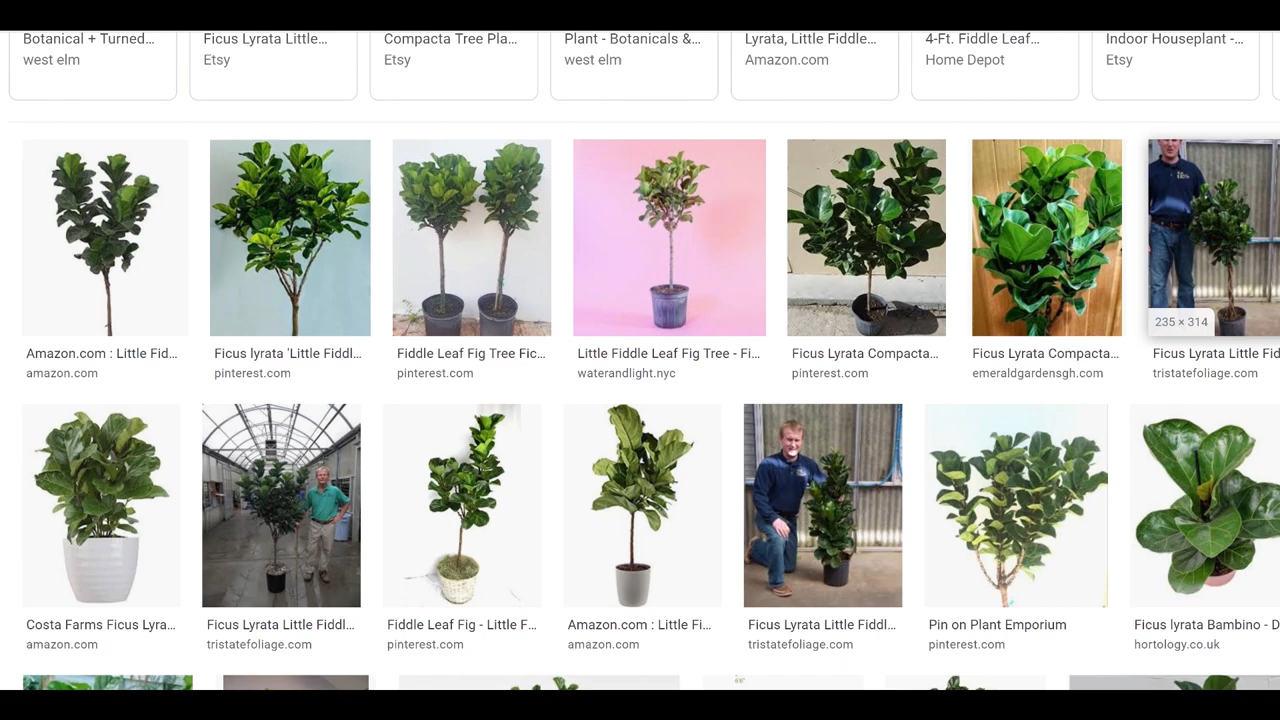 Botanical + Turned...
west elm
Ficus Lyrata Little...
Etsy
Compacta Tree Pla...
Etsy
Plant - Botanicals &...
west elm
Lyrata, Little Fiddle...
Amazon.com
4-Ft. Fiddle Leaf...
Home Depot
Indoor Houseplant -...
Etsy
235 × 314
Amazon.com : Little Fid...
amazon.com
Ficus lyrata 'Little Fiddl...
pinterest.com
Fiddle Leaf Fig Tree Fic...
pinterest.com
Little Fiddle Leaf Fig Tree - Fi...
waterandlight.nyc
Ficus Lyrata Compacta...
pinterest.com
Ficus Lyrata Compacta...
emeraldgardensgh.com
Ficus Lyrata Little Fid
tristatefoliage.com
Costa Farms Ficus Lyra...
amazon.com
Ficus Lyrata Little Fiddl...
tristatefoliage.com
Fiddle Leaf Fig - Little F...
pinterest.com
Amazon.com : Little Fi...
amazon.com
Ficus Lyrata Little Fiddl...
tristatefoliage.com
Pin on Plant Emporium
pinterest.com
Ficus lyrata Bambino - D
hortology.co.uk